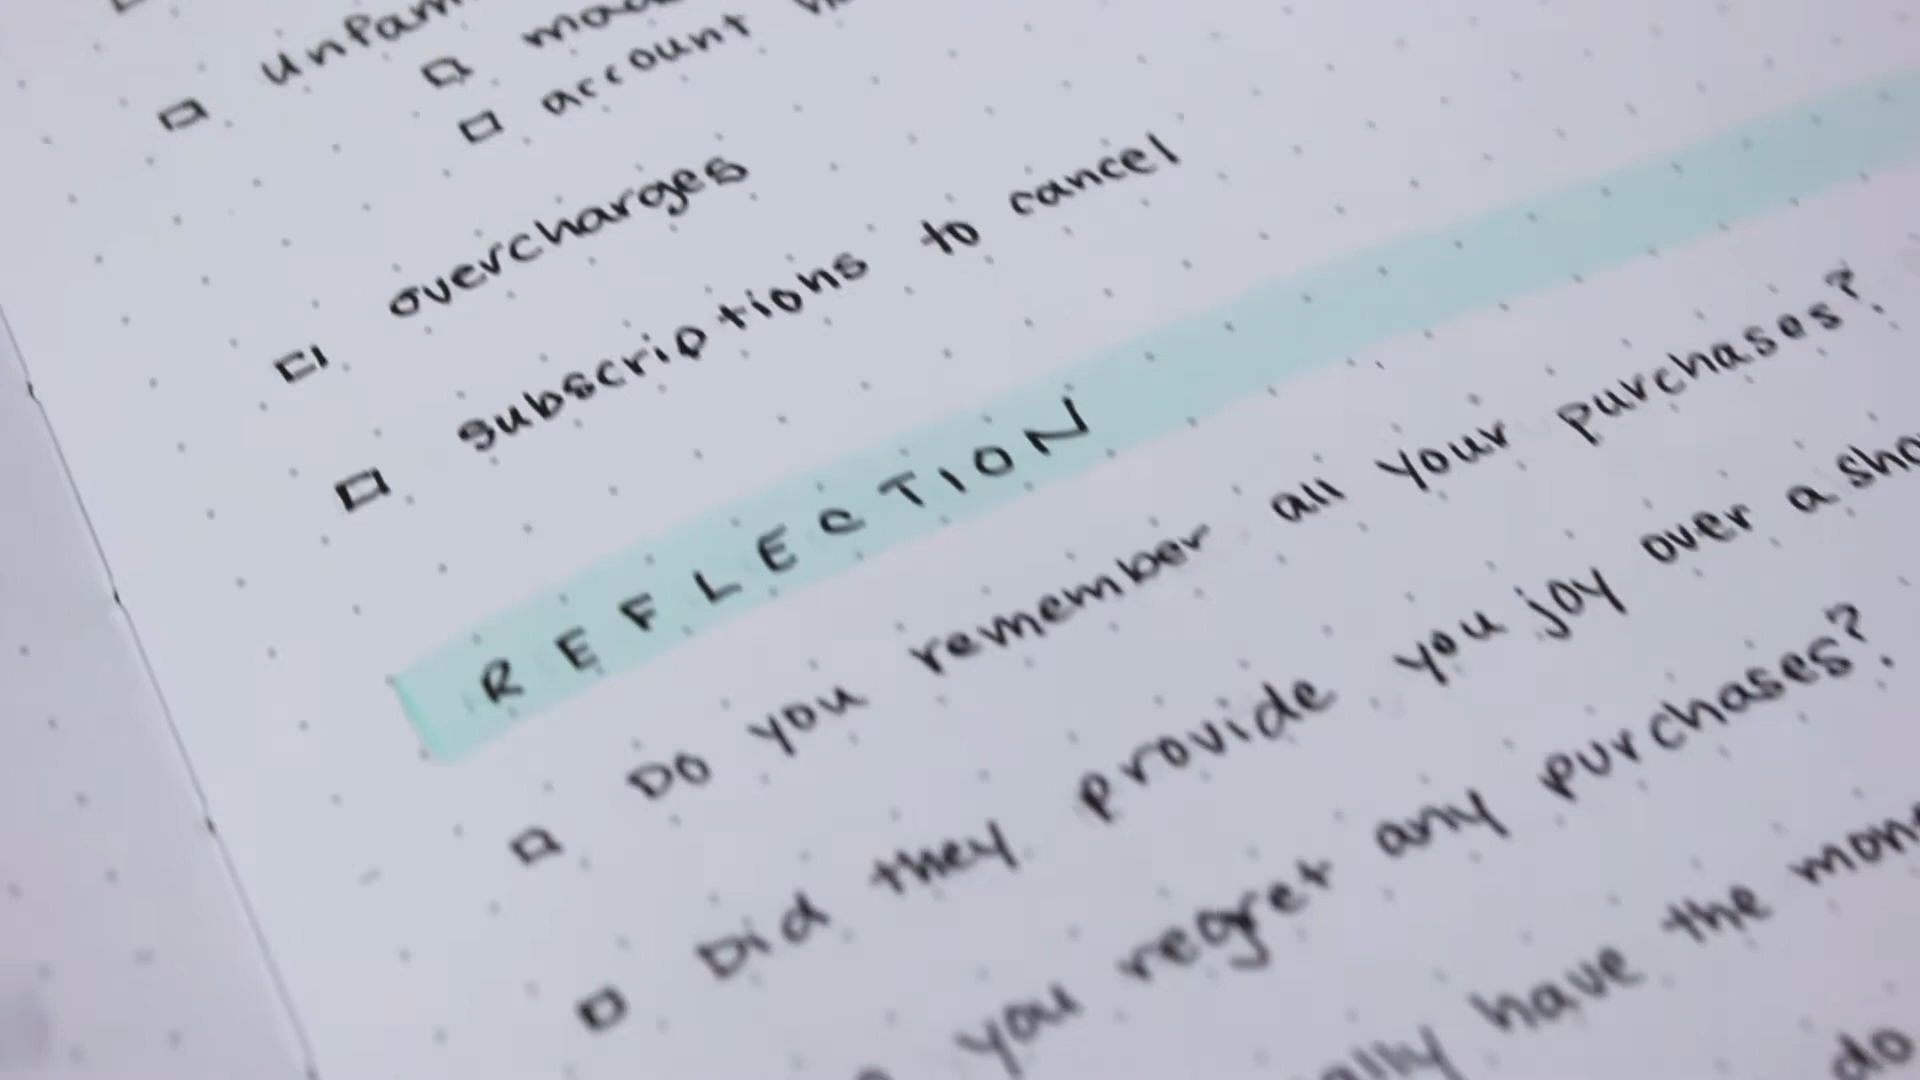 account
overcharges
subscriptions to cancel
REFLECTION
Do you remember all your purchases?
Did they provide you joy over a
you regret any purchases?
have the
do